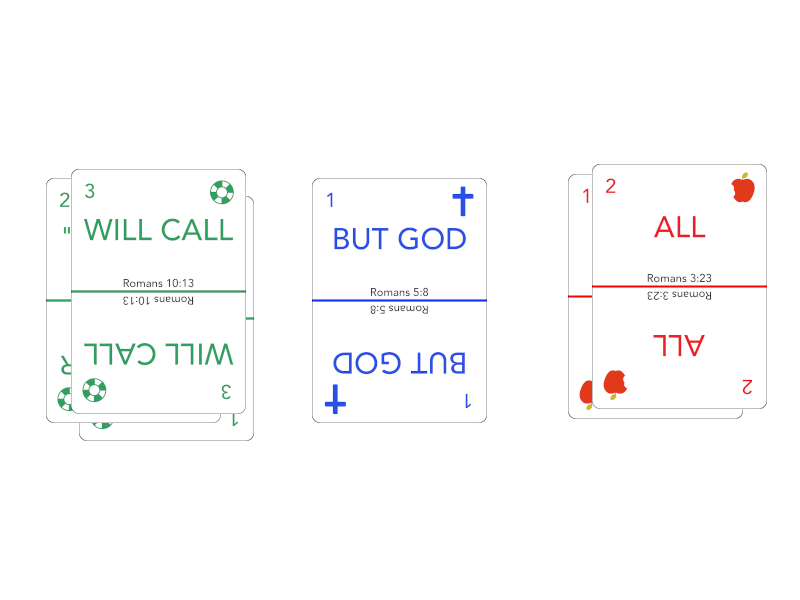 2
"
R
1
3
WILL CALL
Romans 10:13
Romans 10:13
WILL CALL
3
1
BUT GOD
Romans 5:8
Romans 5:8
BUT GOD
1
1
2
ALL
Romans 3:23
Romans 3:23
ALL
2